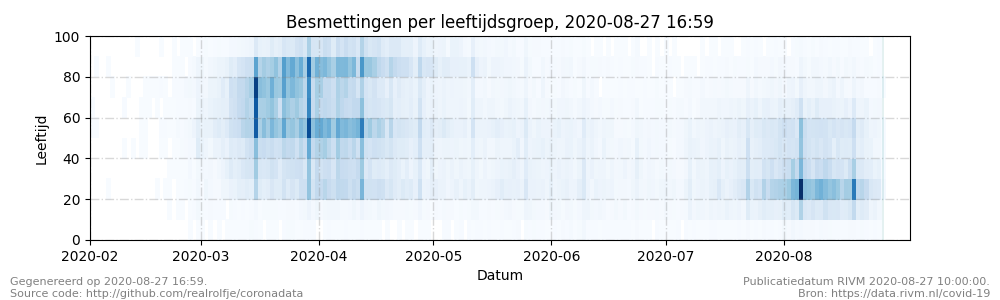 Besmettingen per leeftijdsgroep, 2020-08-27 16:59
100
80
60
40
20
0
Leeftijd
2020-02 2020-03 2020-04 2020-05 2020-06 2020-07 2020-08
Datum
Gegenereerd op 2020-08-27 16:59.
Source code: http://github.com/realrolfje/coronadata
Publicatiedatum RIVM 2020-08-27 10:00:00.
Bron: https://data.rivm.nl/covid-19